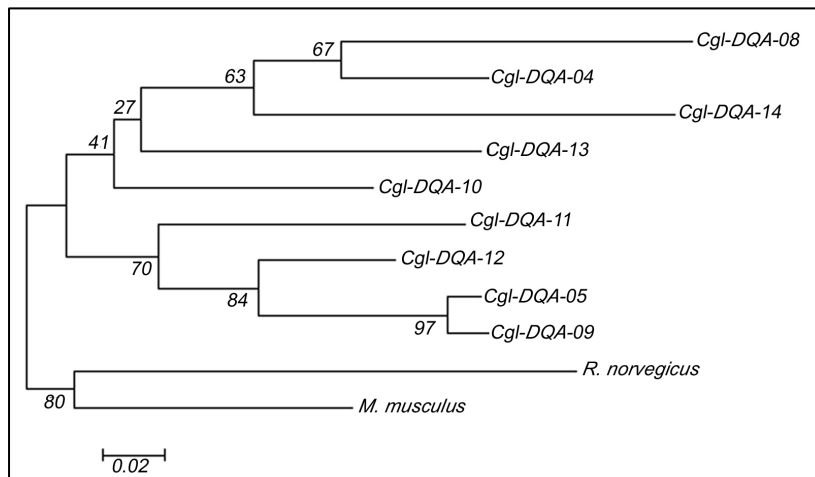 67
Cgl-DQA-08
63
Cgl-DQA-04
27
Cgl-DQA-14
41
Cgl-DQA-13
Cgl-DQA-10
Cgl-DQA-11
70
Cgl-DQA-12
84
Cgl-DQA-05
97
Cgl-DQA-09
R. norvegicus
80
M. musculus
0.02